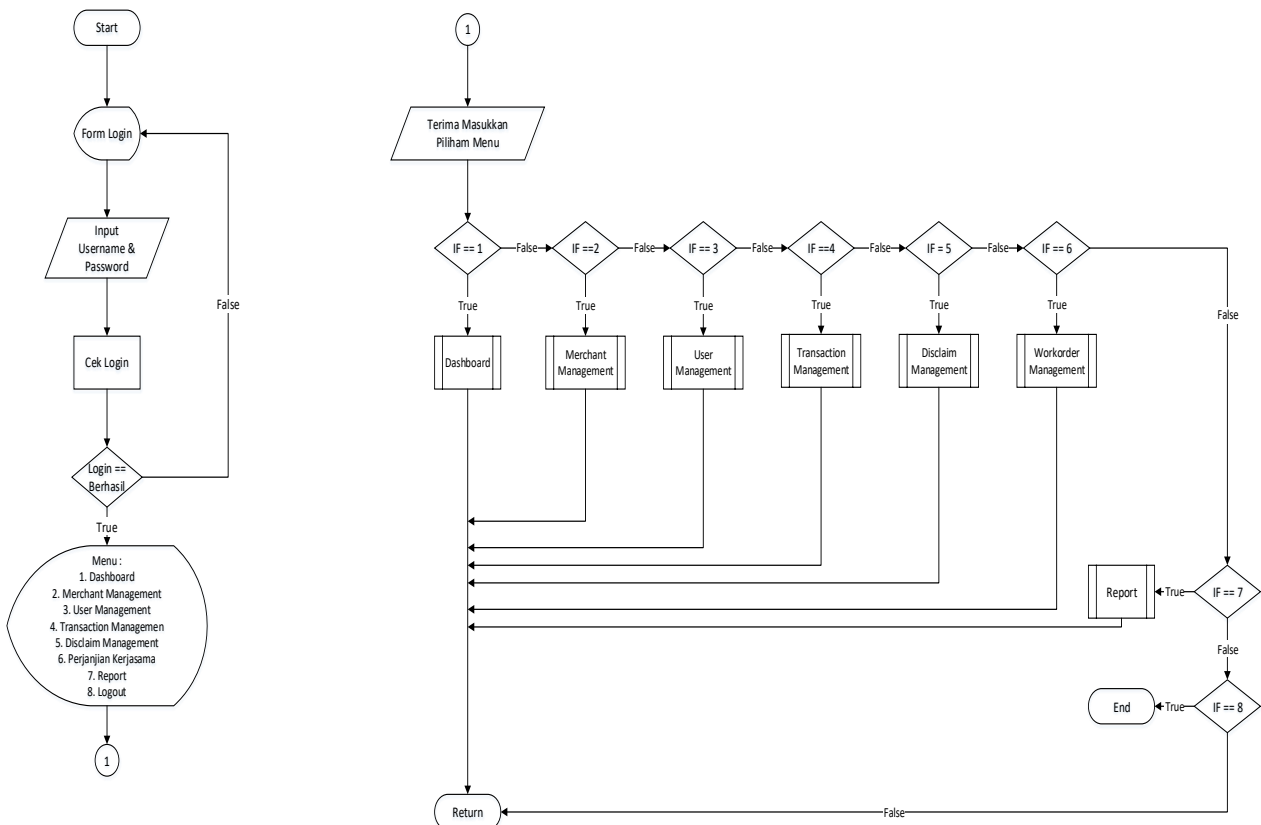 Start
Form Login
Input
Username &
Password
Cek Login
Login ==
Berhasil
False
True
Menu :
1. Dashboard
2. Merchant Management
3. User Management
4. Transaction Managemen
5. Disclaim Management
6. Perjanjian Kerjasama
7. Report
8. Logout
1
1
Terima Masukkan
Piliham Menu
IF == 1
False
IF ==2
False
IF == 3
False
IF ==4
False
IF = 5
False
IF == 6
True
True
True
True
True
True
False
Dashboard
Merchant
Management
User
Management
Transaction
Management
Disclaim
Management
Workorder
Management
Report
True
IF == 7
False
End
True
IF == 8
False
Return